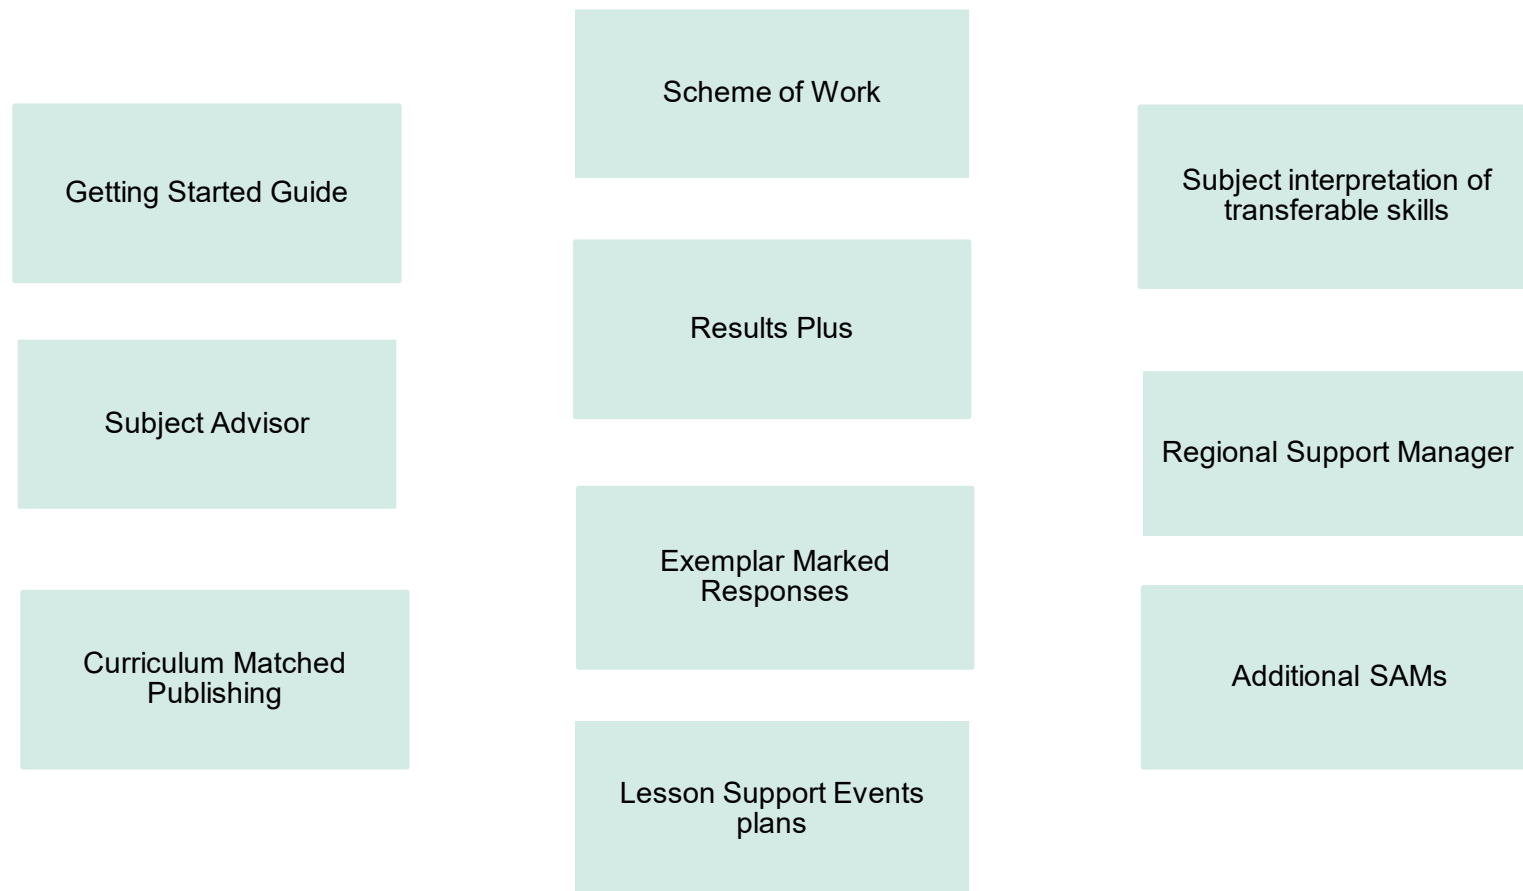 Getting Started Guide
Subject Advisor
Curriculum Matched
Publishing
Scheme of Work
Results Plus
Exemplar Marked
Responses
Lesson Support Events
plans
Subject interpretation of
transferable skills
Regional Support Manager
Additional SAMs